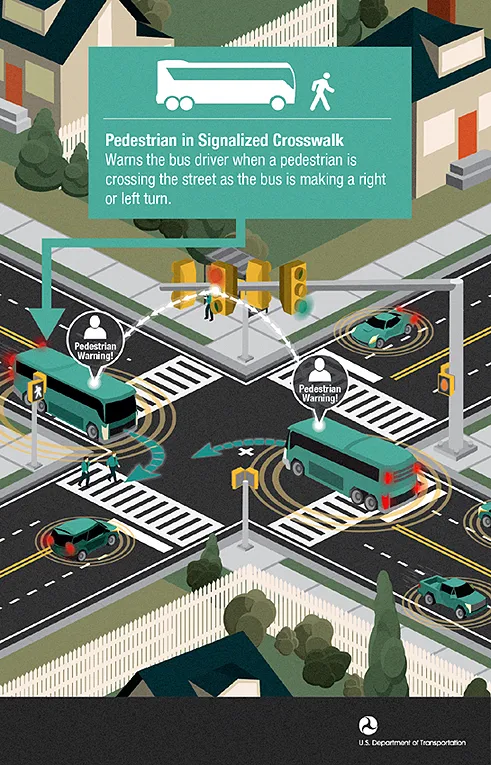 Pedestrian in Signalized Crosswalk
Warns the bus driver when a pedestrian is
crossing the street as the bus is making a right
or left turn.
Pedestrian
Warning!
Pedestrian
Warning!
U.S. Department of Transportation